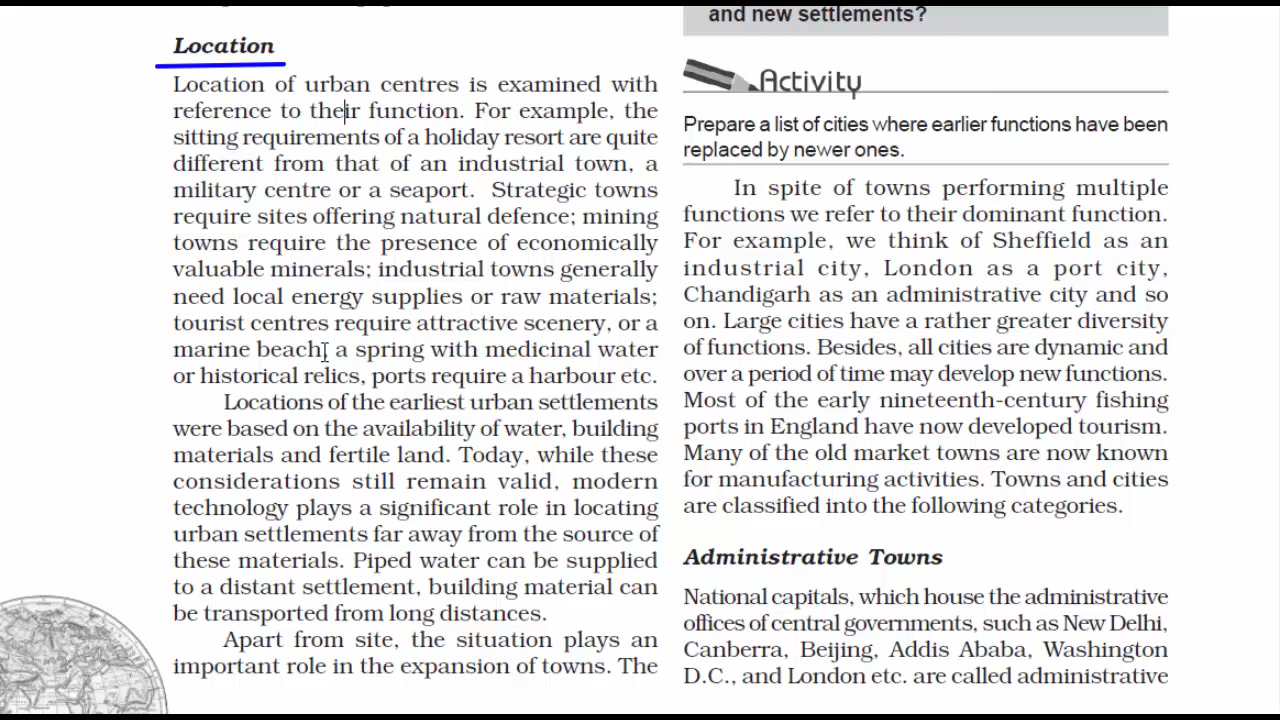 Location
Location of urban centres is examined with
reference to their function. For example, the
sitting requirements of a holiday resort are quite
different from that of an industrial town, a
military centre or a seaport. Strategic towns
require sites offering natural defence; mining
towns require the presence of economically
valuable minerals; industrial towns generally
need local energy supplies or raw materials;
tourist centres require attractive scenery, or a
marine beach, a spring with medicinal water
or historical relics, ports require a harbour etc.
Locations of the earliest urban settlements
were based on the availability of water, building
materials and fertile land. Today, while these
considerations still remain valid, modern
technology plays a significant role in locating
urban settlements far away from the source of
these materials. Piped water can be supplied
to a distant settlement, building material can
be transported from long distances.
Apart from site, the situation plays an
important role in the expansion of towns. The
and new settlements?
Activity
Prepare a list of cities where earlier functions have been
replaced by newer ones.
In spite of towns performing multiple
functions we refer to their dominant function.
For example, we think of Sheffield as an
industrial city, London as a port city,
Chandigarh as an administrative city and so
on. Large cities have a rather greater diversity
of functions. Besides, all cities are dynamic and
over a period of time may develop new functions.
Most of the early nineteenth-century fishing
ports in England have now developed tourism.
Many of the old market towns are now known
for manufacturing activities. Towns and cities
are classified into the following categories.
Administrative Towns
National capitals, which house the administrative
offices of central governments, such as New Delhi,
Canberra, Beijing, Addis Ababa, Washington
D.C., and London etc. are called administrative